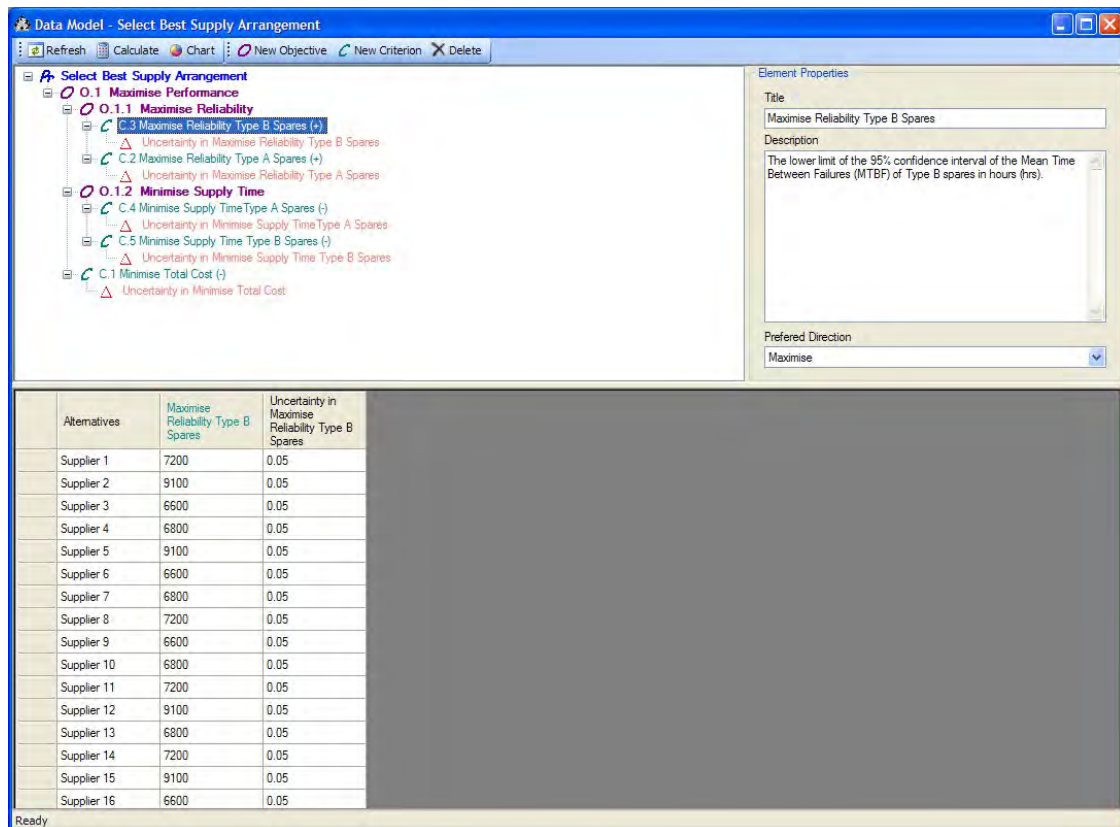 Data Model - Select Best Supply Arrangement
Refresh Calculate Chart New Objective New Criterion Delete
Select Best Supply Arrangement
O.1 Maximise Performance
O.1.1 Maximise Reliability
C.3 Maximise Reliability Type B Spares (+)
Uncertainty in Maximise Reliability Type B Spares
C.2 Maximise Reliability Type A Spares (+)
Uncertainty in Maximise Reliability Type A Spares
O.1.2 Minimise Supply Time
C.4 Minimise Supply TimeType A Spares (-)
Uncertainty in Minimise Supply TimeType A Spares
C.5 Minimise Supply Time Type B Spares (-)
Uncertainty in Minimise Supply Time Type B Spares
C.1 Minimise Total Cost (-)
Uncertainty in Minimise Total Cost
Element Properties
Title
Maximise Reliability Type B Spares
Description
The lower limit of the 95% confidence interval of the Mean Time
Between Failures (MTBF) of Type B spares in hours (hrs).
Prefered Direction
Maximise
Alternatives
Maximise
Reliability Type B
Spares
Uncertainty in
Maximise
Reliability Type B
Spares
Supplier 1 7200 0.05
Supplier 2 9100 0.05
Supplier 3 6600 0.05
Supplier 4 6800 0.05
Supplier 5 9100 0.05
Supplier 6 6600 0.05
Supplier 7 6800 0.05
Supplier 8 7200 0.05
Supplier 9 6600 0.05
Supplier 10 6800 0.05
Supplier 11 7200 0.05
Supplier 12 9100 0.05
Supplier 13 6800 0.05
Supplier 14 7200 0.05
Supplier 15 9100 0.05
Supplier 16 6600 0.05
Ready